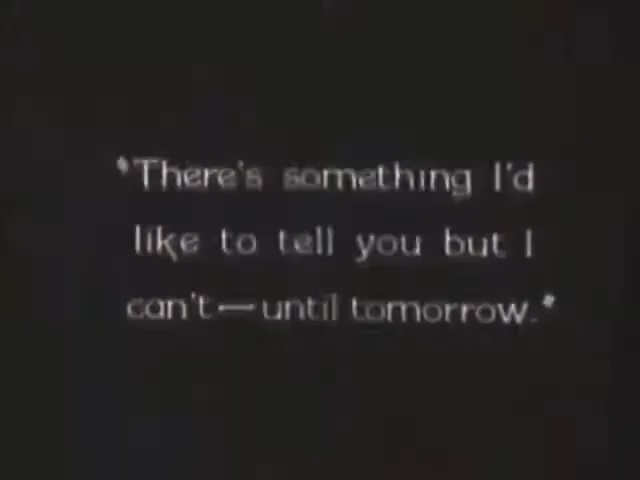 "There's something I'd
like to tell you but I
can't—until tomorrow."